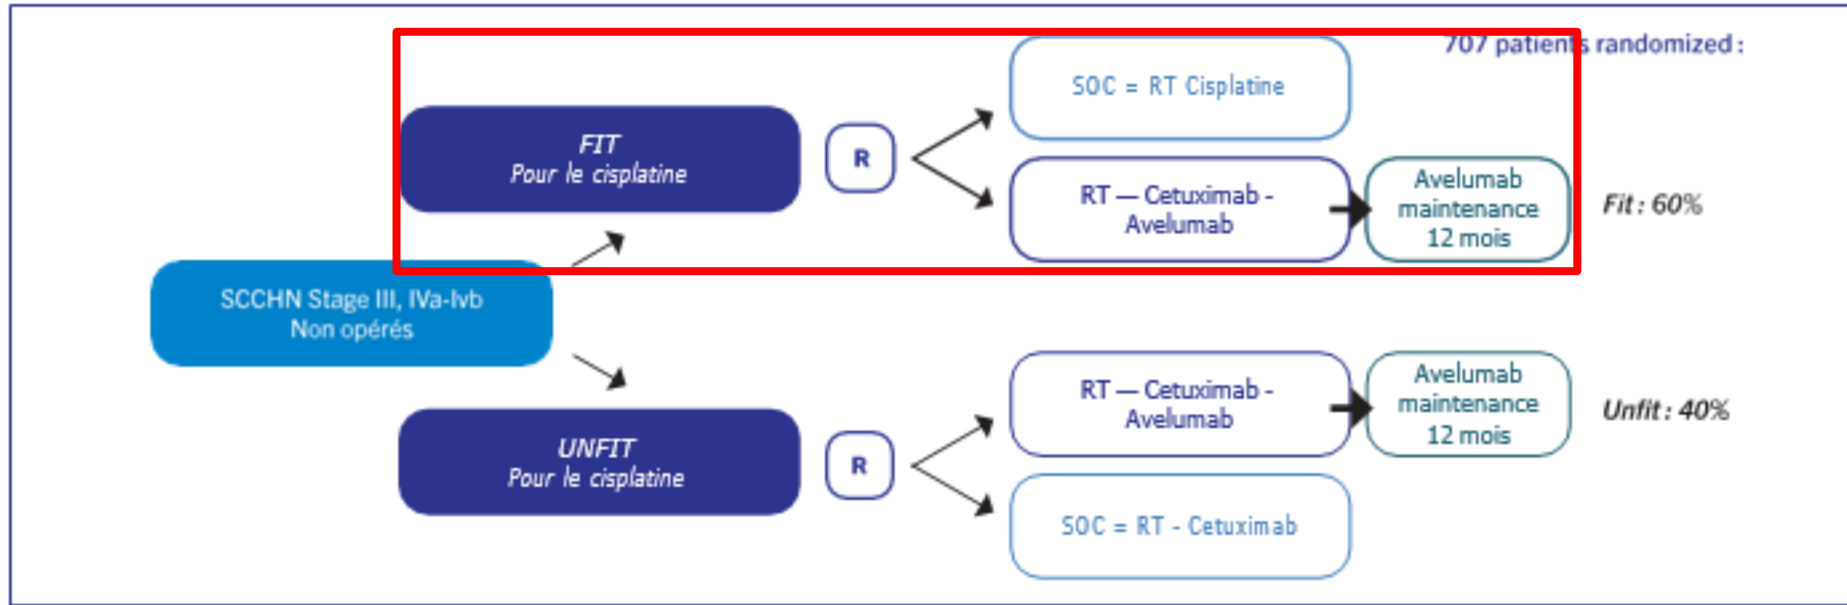 707 patients randomized :
SOC = RT Cisplatine
FIT
Pour le cisplatine
R
RT — Cetuximab -
Avelumab
Avelumab
maintenance
12 mois
Fit : 60%
SCCHN Stage III, IVa-Ivb
Non opérés
UNFIT
Pour le cisplatine
R
RT — Cetuximab -
Avelumab
Avelumab
maintenance
12 mois
Unfit : 40%
SOC = RT - Cetuximab